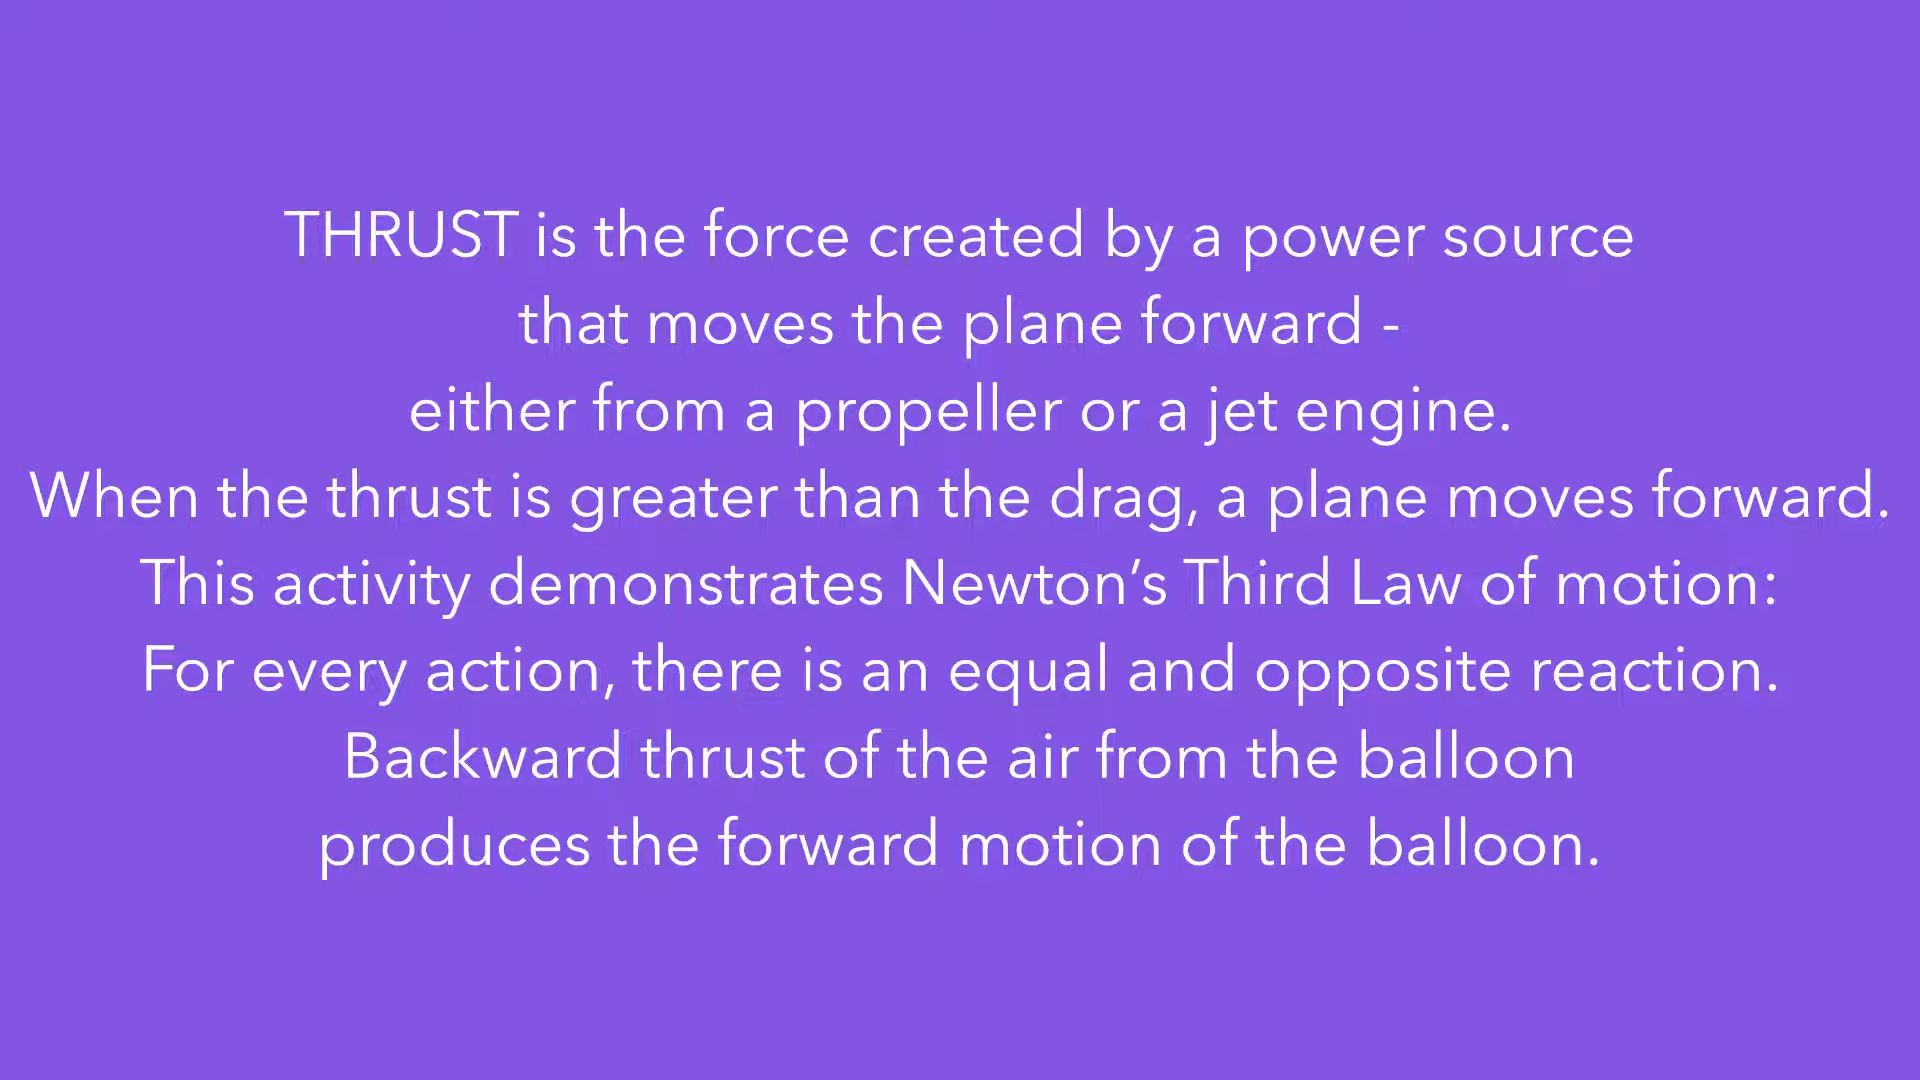 THRUST is the force created by a power source
that moves the plane forward -
either from a propeller or a jet engine.
When the thrust is greater than the drag, a plane moves forward.
This activity demonstrates Newton’s Third Law of motion:
For every action, there is an equal and opposite reaction.
Backward thrust of the air from the balloon
produces the forward motion of the balloon.